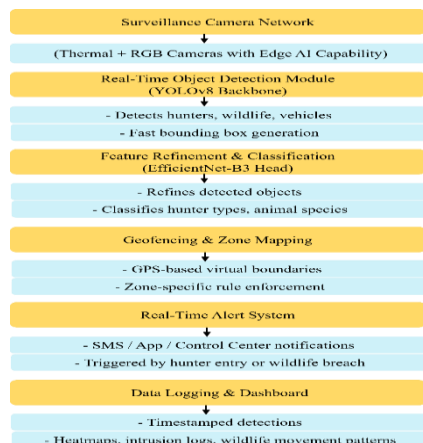 Surveillance Camera Network
(Thermal + RGB Cameras with Edge AI Capability)
Real-Time Object Detection Module
(YOLOv8 Backbone)
- Detects hunters, wildlife, vehicles
- Fast bounding box generation
Feature Refinement & Classification
(EfficientNet-B3 Head)
- Refines detected objects
- Classifies hunter types, animal species
Geofencing & Zone Mapping
- GPS-based virtual boundaries
- Zone-specific rule enforcement
Real-Time Alert System
- SMS / App / Control Center notifications
- Triggered by hunter entry or wildlife breach
Data Logging & Dashboard
- Timestamped detections
- Heatmaps, intrusion logs, wildlife movement patterns